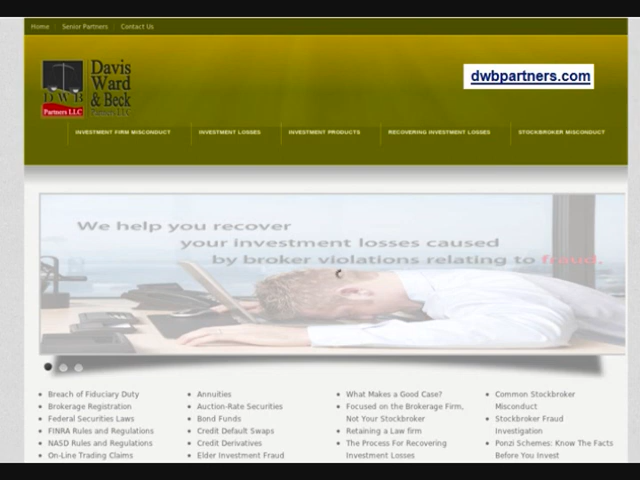 Home
Senior Partners
Contact Us
Davis
Ward
& Beck
Partners LLC
DWB
Partners LLC
dwbpartners.com
INVESTMENT FIRM MISCONDUCT
INVESTMENT LOSSES
INVESTMENT PRODUCTS
RECOVERING INVESTMENT LOSSES
STOCKBROKER MISCONDUCT
We help you recover
your investment losses caused
by broker violations relating to fraud.
Breach of Fiduciary Duty
Brokerage Registration
Federal Securities Laws
FINRA Rules and Regulations
NASD Rules and Regulations
On-Line Trading Claims
Annuities
Auction-Rate Securities
Bond Funds
Credit Default Swaps
Credit Derivatives
Elder Investment Fraud
What Makes a Good Case?
Focused on the Brokerage Firm,
Not Your Stockbroker
Retaining a Law firm
The Process For Recovering
Investment Losses
Common Stockbroker
Misconduct
Stockbroker Fraud
Investigation
Ponzi Schemes: Know The Facts
Before You Invest